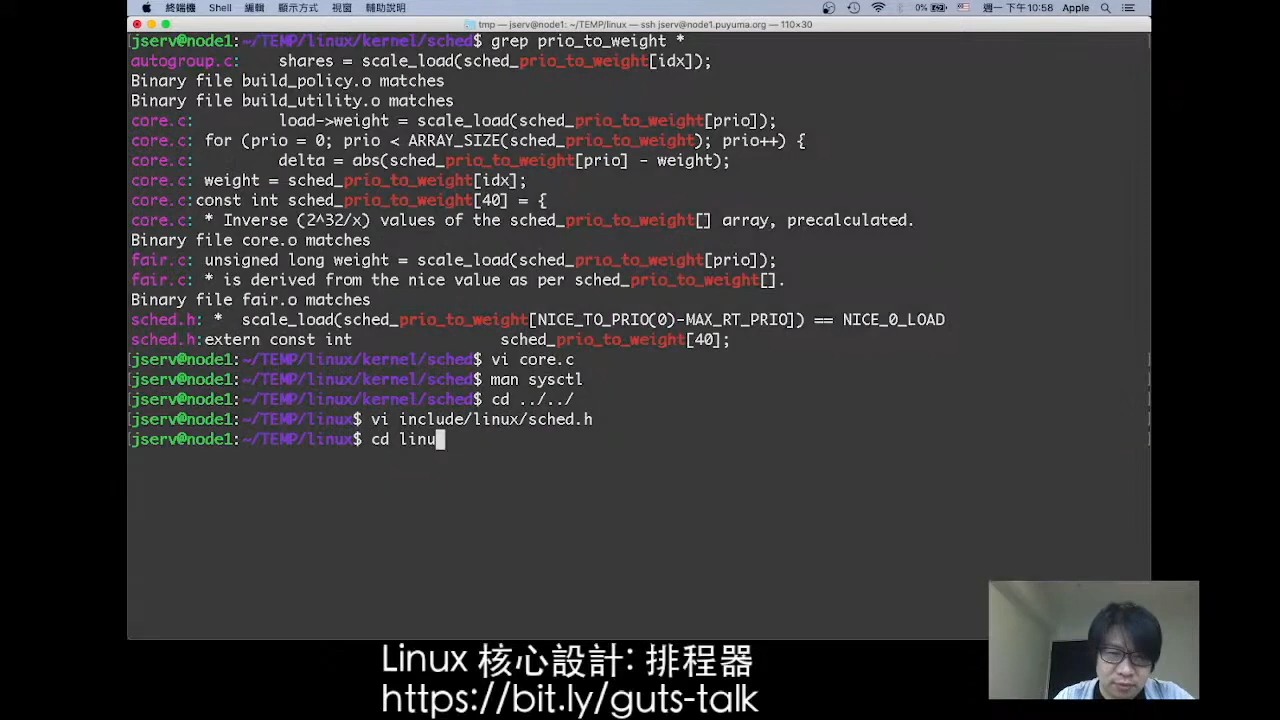 終端機 Shell 編輯 顯示方式 視窗 輔助說明 0% 週一 下午10:58 Apple
tmp — jserv@node1: ~/TEMP/linux — ssh jserv@node1.puyuma.org — 110×30
[jserv@node1:~/TEMP/linux/kernel/sched$ grep prio_to_weight *
autogroup.c:    shares = scale_load(sched_prio_to_weight[idx]);
Binary file build_policy.o matches
Binary file build_utility.o matches
core.c:         load->weight = scale_load(sched_prio_to_weight[prio]);
core.c: for (prio = 0; prio < ARRAY_SIZE(sched_prio_to_weight); prio++) {
core.c:         delta = abs(sched_prio_to_weight[prio] - weight);
core.c: weight = sched_prio_to_weight[idx];
core.c:const int sched_prio_to_weight[40] = {
core.c: * Inverse (2^32/x) values of the sched_prio_to_weight[] array, precalculated.
Binary file core.o matches
fair.c: unsigned long weight = scale_load(sched_prio_to_weight[prio]);
fair.c: * is derived from the nice value as per sched_prio_to_weight[].
Binary file fair.o matches
sched.h: *  scale_load(sched_prio_to_weight[NICE_TO_PRIO(0)-MAX_RT_PRIO]) == NICE_0_LOAD
sched.h:extern const int                sched_prio_to_weight[40];
[jserv@node1:~/TEMP/linux/kernel/sched$ vi core.c
[jserv@node1:~/TEMP/linux/kernel/sched$ man sysctl
[jserv@node1:~/TEMP/linux/kernel/sched$ cd ../../
[jserv@node1:~/TEMP/linux$ vi include/linux/sched.h
[jserv@node1:~/TEMP/linux$ cd linu
Linux 核心設計: 排程器
https://bit.ly/guts-talk